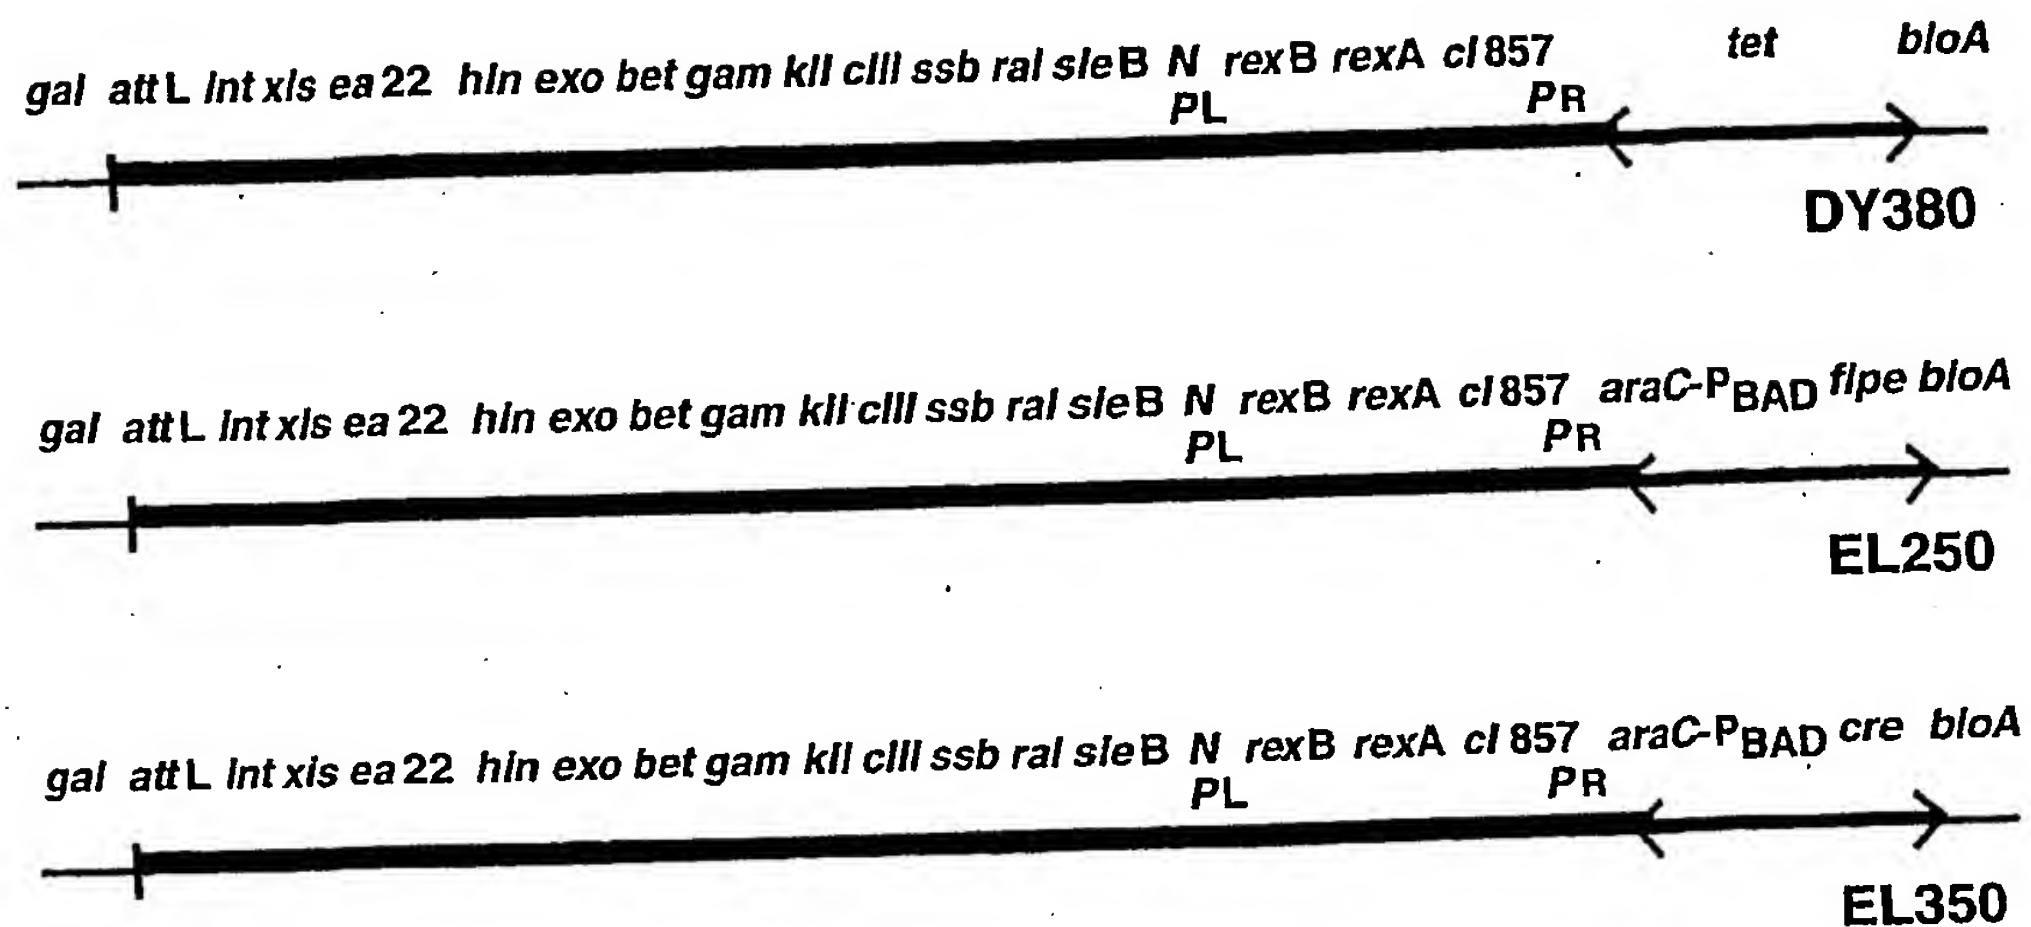 gal attL int xis ea22 hin exo bet gam kil cIII ssb ral sieB N rexB rexA cI857 tet bioA
PL PR
DY380
gal attL int xis ea22 hin exo bet gam kil cIII ssb ral sieB N rexB rexA cI857 araC-PBAD flpe bioA
PL PR
EL250
gal attL int xis ea22 hin exo bet gam kil cIII ssb ral sieB N rexB rexA cI857 araC-PBAD cre bioA
PL PR
EL350